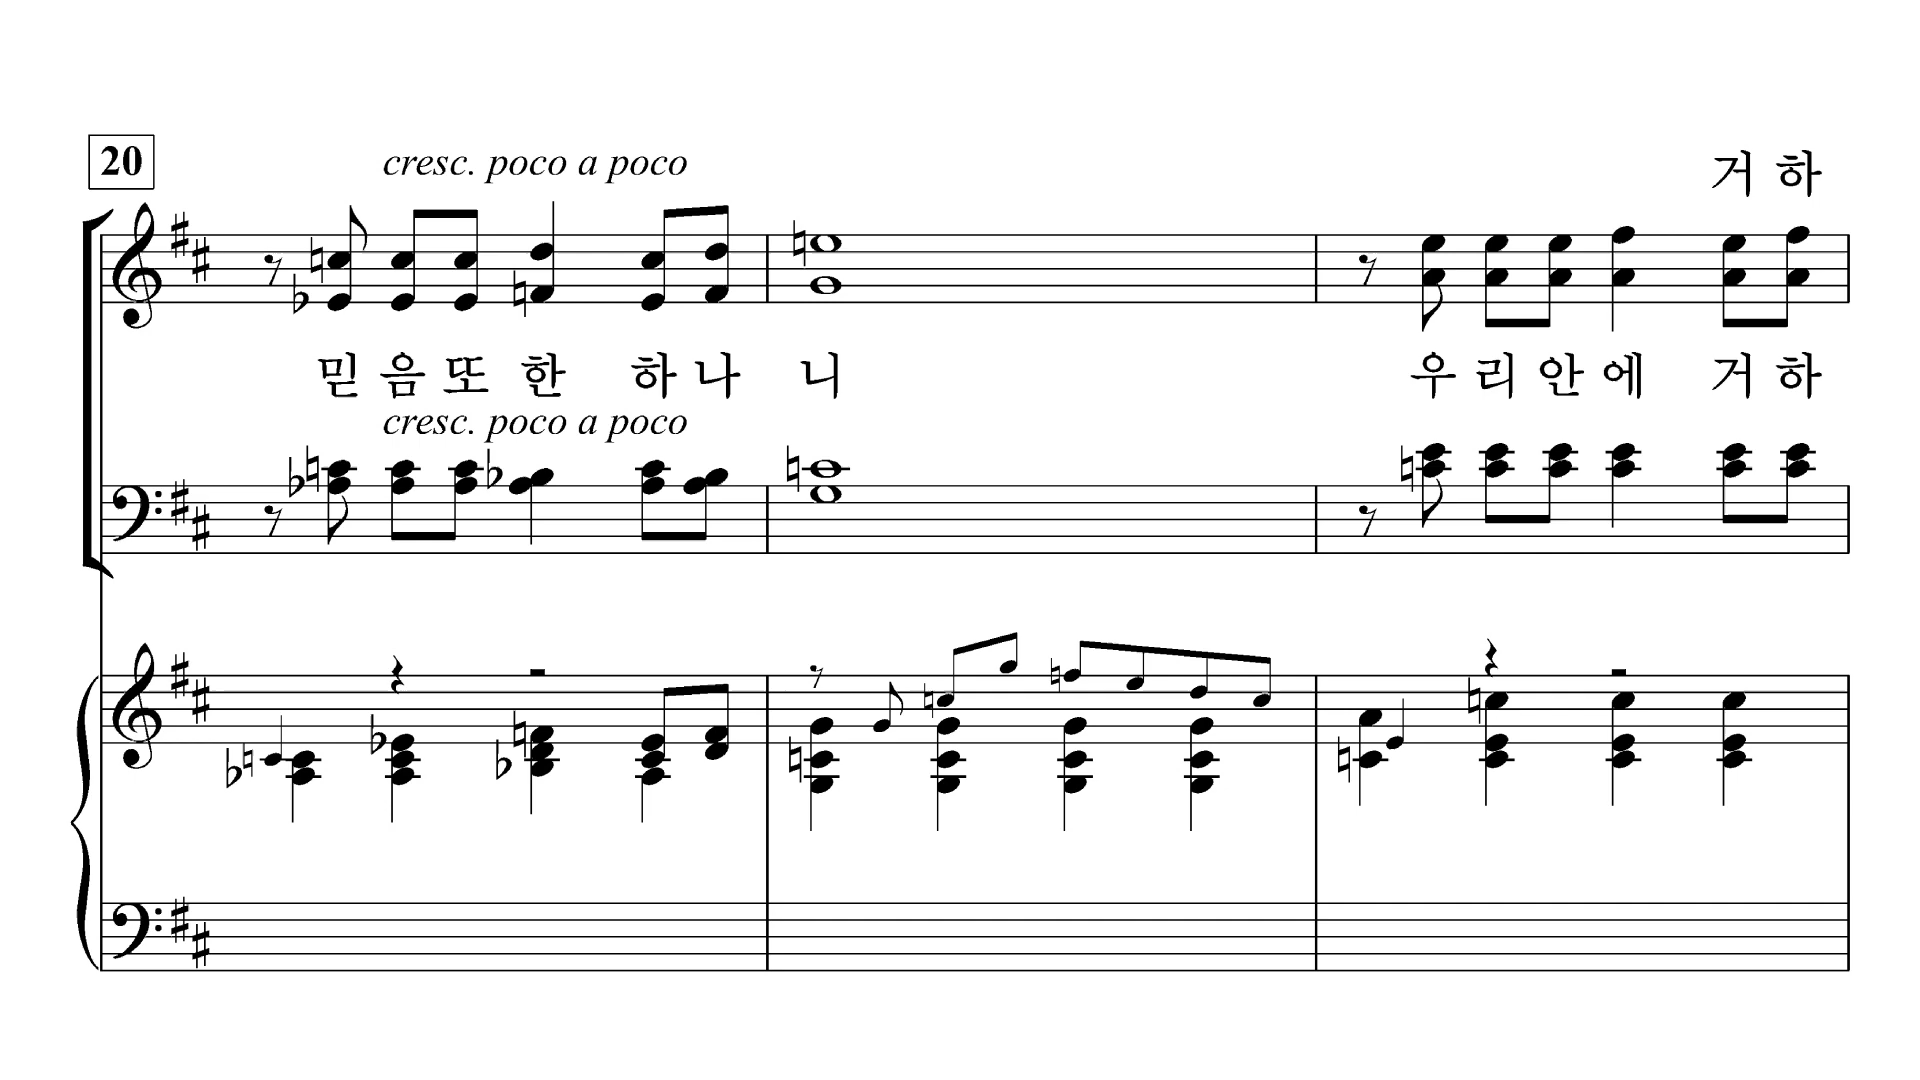 20
cresc. poco a poco
거 하
믿 음 또 한 하 나 니 우 리 안 에 거 하
cresc. poco a poco